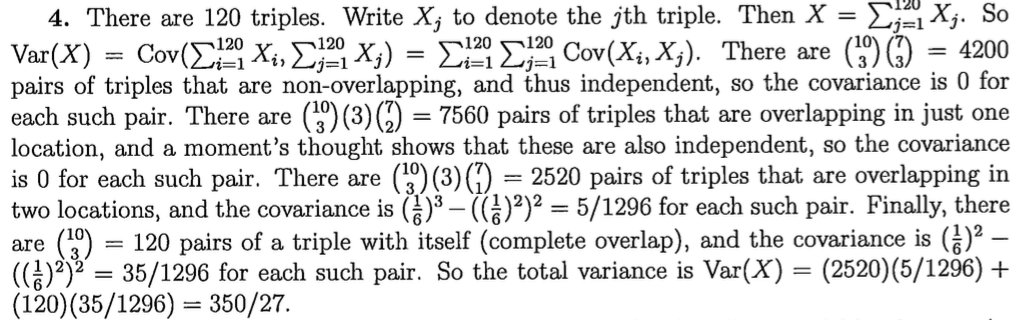 4. There are 120 triples. Write X_j to denote the jth triple. Then X = ∑_{j=1}^{120} X_j. So
Var(X) = Cov(∑_{i=1}^{120} X_i, ∑_{j=1}^{120} X_j) = ∑_{i=1}^{120} ∑_{j=1}^{120} Cov(X_i, X_j). There are \binom{10}{3}\binom{7}{3} = 4200
pairs of triples that are non-overlapping, and thus independent, so the covariance is 0 for
each such pair. There are \binom{10}{3}(3)\binom{7}{2} = 7560 pairs of triples that are overlapping in just one
location, and a moment's thought shows that these are also independent, so the covariance
is 0 for each such pair. There are \binom{10}{3}(3)\binom{7}{1} = 2520 pairs of triples that are overlapping in
two locations, and the covariance is (1/6)^3 − ((1/6)^2)^2 = 5/1296 for each such pair. Finally, there
are \binom{10}{3} = 120 pairs of a triple with itself (complete overlap), and the covariance is (1/6)^2 −
((1/6)^2)^2 = 35/1296 for each such pair. So the total variance is Var(X) = (2520)(5/1296) +
(120)(35/1296) = 350/27.